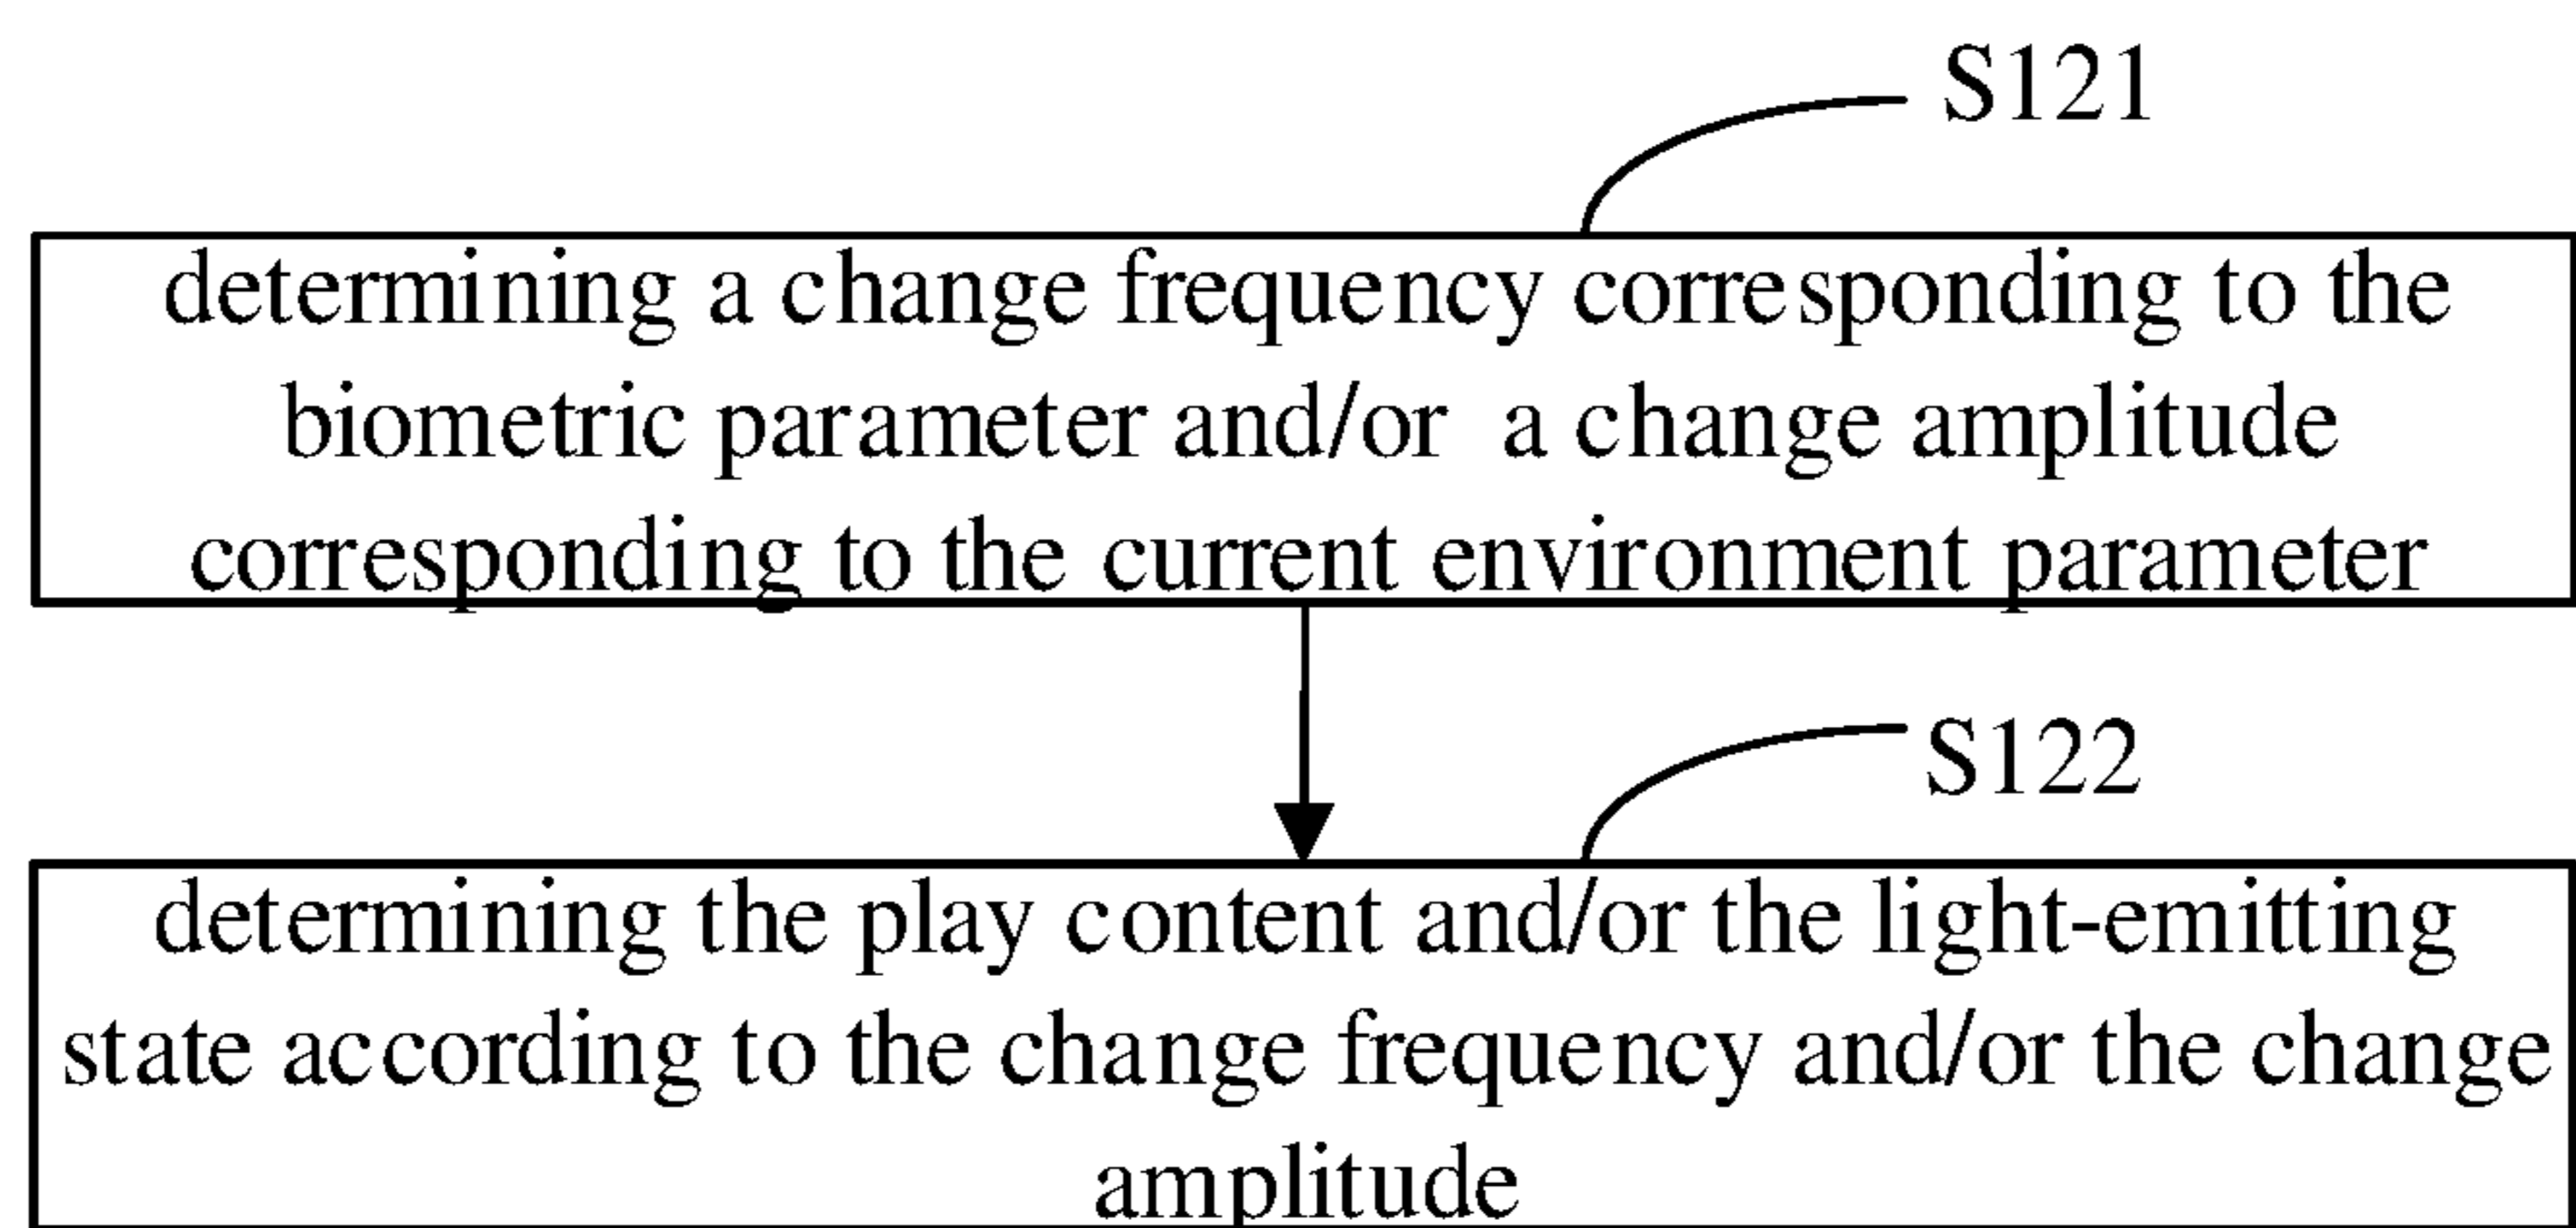 S121
determining a change frequency corresponding to the
biometric parameter and/or a change amplitude
corresponding to the current environment parameter
S122
determining the play content and/or the light-emitting
state according to the change frequency and/or the change
amplitude